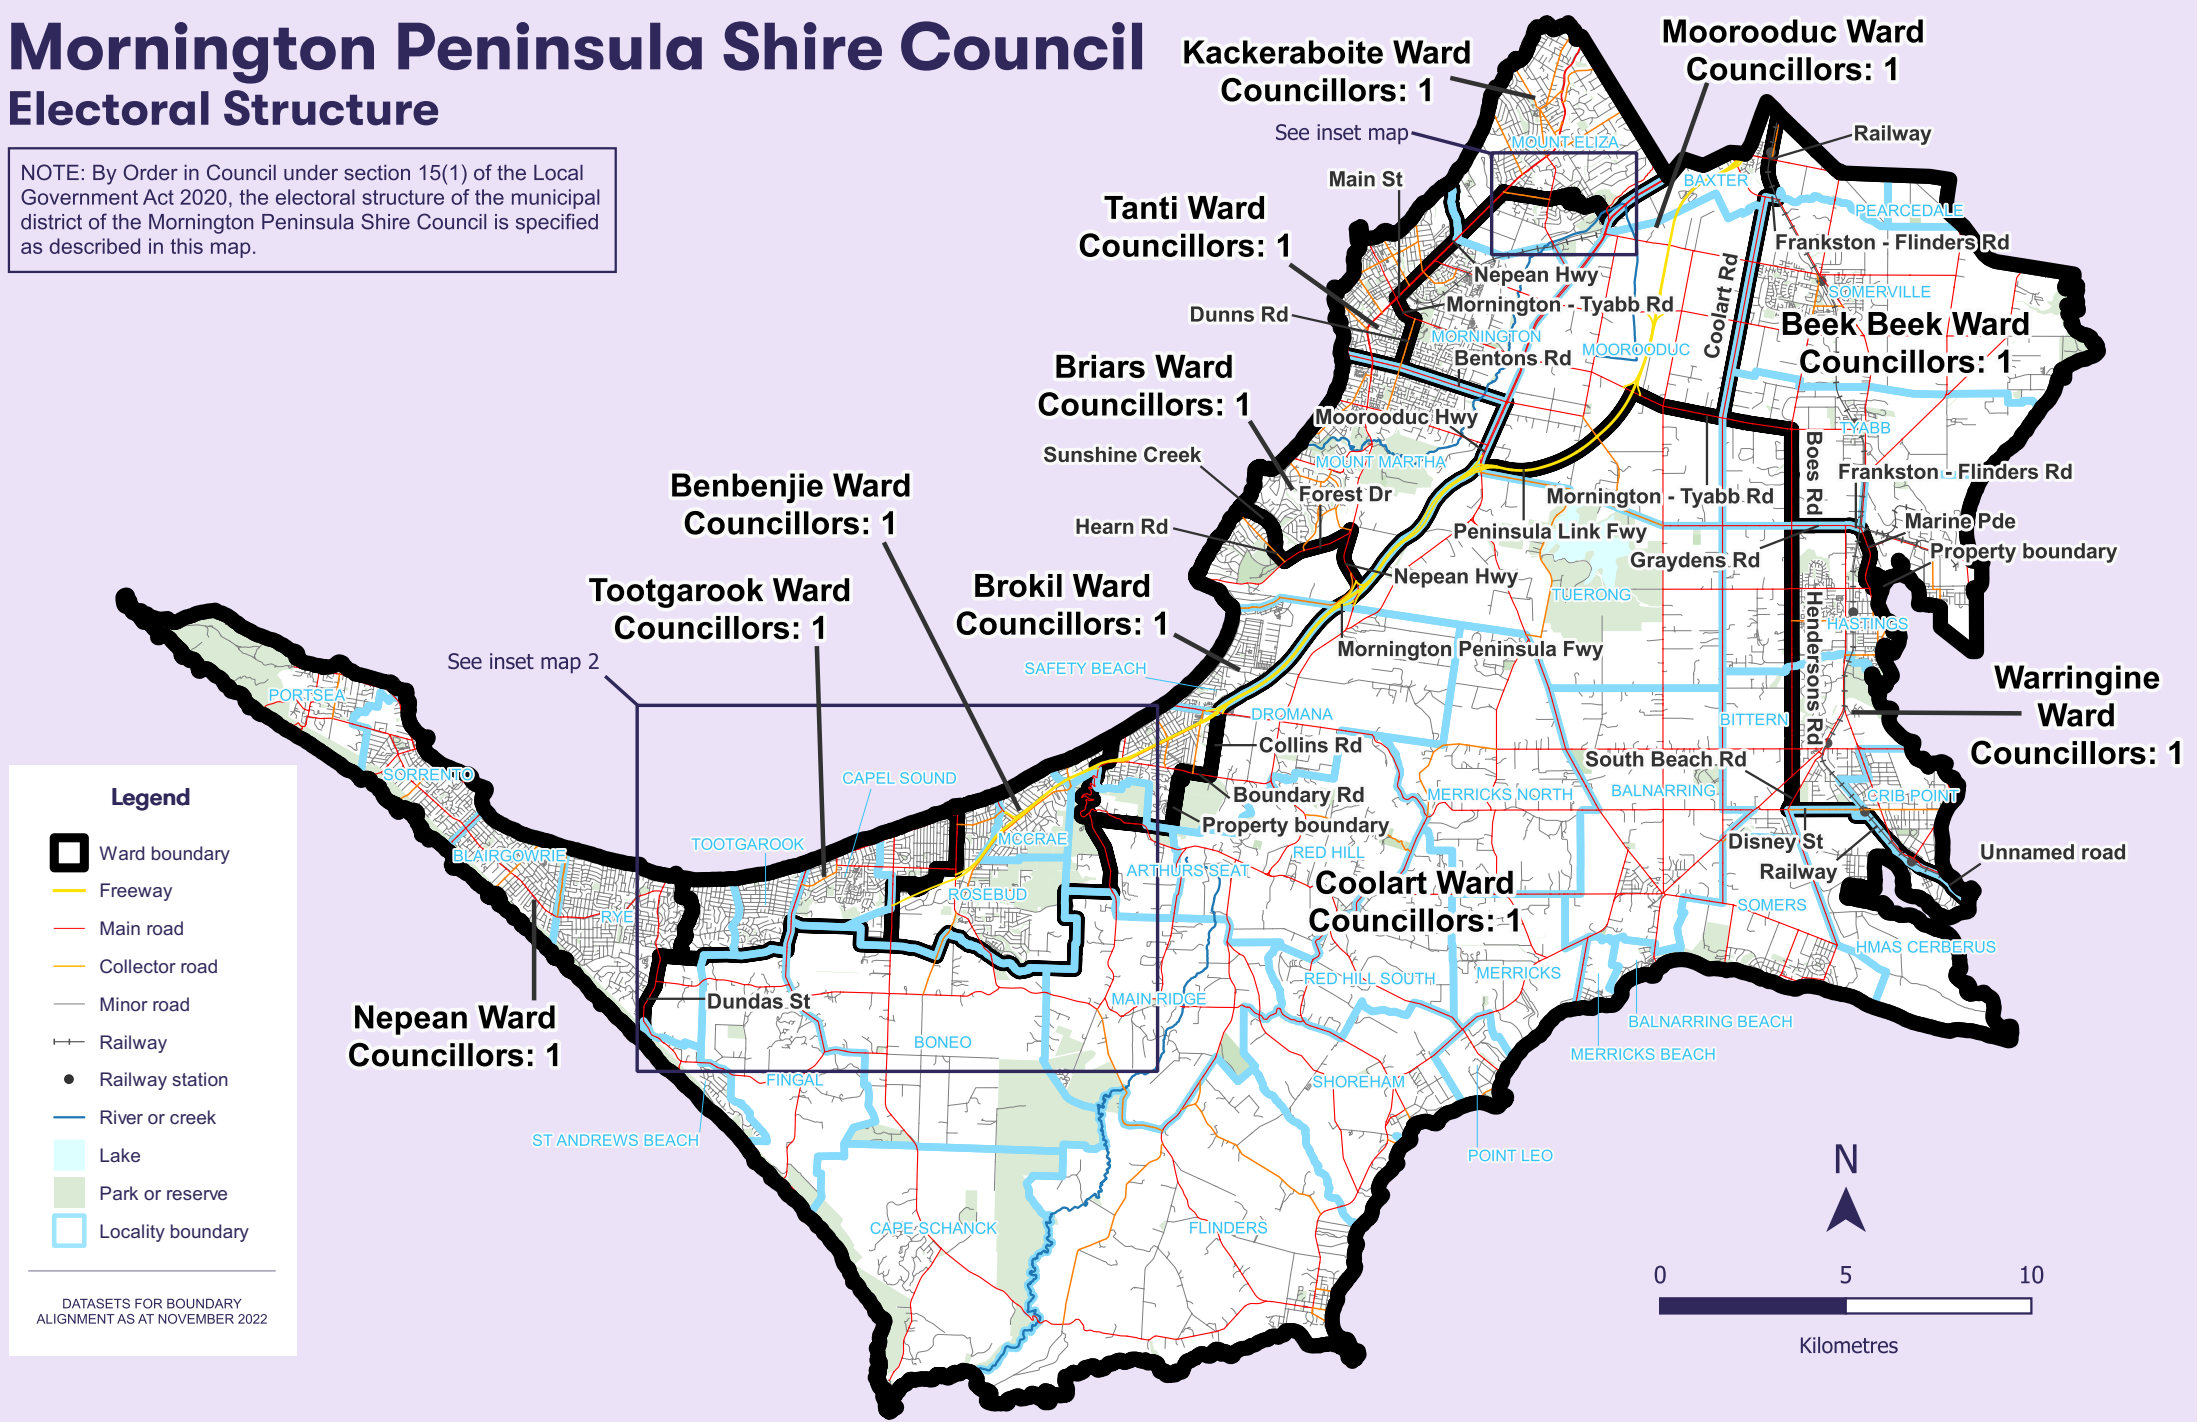 Mornington Peninsula Shire Council
Electoral Structure
NOTE: By Order in Council under section 15(1) of the Local
Government Act 2020, the electoral structure of the municipal
district of the Mornington Peninsula Shire Council is specified
as described in this map.
Kackeraboite Ward
Councillors: 1
Moorooduc Ward
Councillors: 1
See inset map
Railway
MOUNT ELIZA
Main St
BAXTER
PEARCEDALE
Tanti Ward
Councillors: 1
Frankston - Flinders Rd
Nepean Hwy
Coolart Rd
SOMERVILLE
Mornington - Tyabb Rd
Dunns Rd
Beek Beek Ward
Councillors: 1
MORNINGTON
MOOROODUC
Bentons Rd
Briars Ward
Councillors: 1
Moorooduc Hwy
TYABB
Sunshine Creek
MOUNT MARTHA
Boes Rd
Frankston - Flinders Rd
Benbenjie Ward
Councillors: 1
Forest Dr
Mornington - Tyabb Rd
Hearn Rd
Peninsula Link Fwy
Marine Pde
Property boundary
Graydens Rd
Nepean Hwy
Tootgarook Ward
Councillors: 1
Brokil Ward
Councillors: 1
TUERONG
Hendersons Rd
HASTINGS
Mornington Peninsula Fwy
See inset map 2
SAFETY BEACH
Warringine
Ward
Councillors: 1
PORTSEA
DROMANA
BITTERN
Collins Rd
South Beach Rd
SORRENTO
CAPEL SOUND
Boundary Rd
MERRICKS NORTH
BALNARRING
CRIB POINT
Property boundary
TOOTGAROOK
MCCRAE
Disney St
BLAIRGOWRIE
RED HILL
Unnamed road
ARTHURS SEAT
Railway
Coolart Ward
Councillors: 1
ROSEBUD
RYE
SOMERS
HMAS CERBERUS
MERRICKS
RED HILL SOUTH
Dundas St
MAIN RIDGE
Nepean Ward
Councillors: 1
BALNARRING BEACH
BONEO
MERRICKS BEACH
FINGAL
SHOREHAM
ST ANDREWS BEACH
POINT LEO
CAPE SCHANCK
FLINDERS
Legend
Ward boundary
Freeway
Main road
Collector road
Minor road
Railway
Railway station
River or creek
Lake
Park or reserve
Locality boundary
DATASETS FOR BOUNDARY
ALIGNMENT AS AT NOVEMBER 2022
N
0 5 10
Kilometres